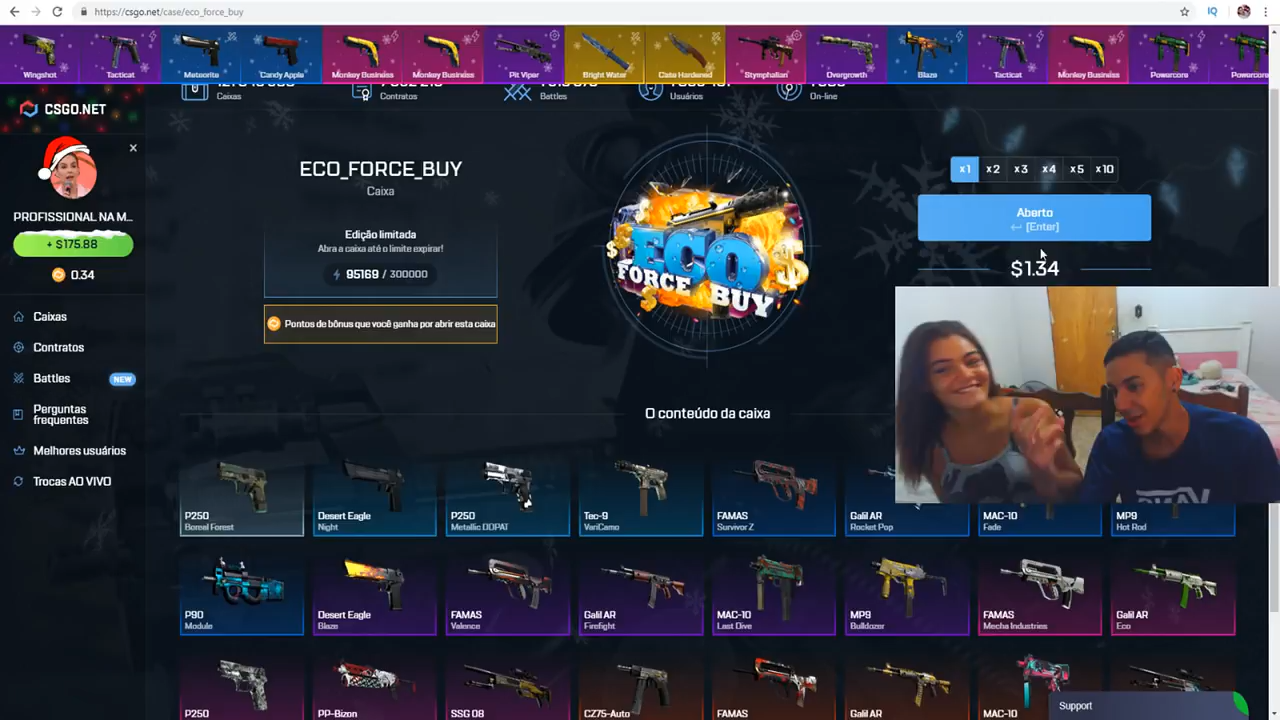 https://csgo.net/case/eco_force_buy
IQ
Wingshot
Tacticat
Meteorite
Candy Apple
Monkey Business
Monkey Business
Pit Viper
Bright Water
Case Hardened
Stymphalian
Overgrowth
Blaze
Tacticat
Monkey Business
Powercore
Powercore
CSGO.NET
Caixas
Contratos
Battles
Usuários
On-line
PROFISSIONAL NA M...
+ $175.88
0.34
Caixas
Contratos
Battles
NEW
Perguntas
frequentes
Melhores usuários
Trocas AO VIVO
ECO_FORCE_BUY
Caixa
Edição limitada
Abra a caixa até o limite expirar!
95169 / 300000
Pontos de bônus que você ganha por abrir esta caixa
ECO
FORCE BUY
x1
x2
x3
x4
x5
x10
Aberto
[Enter]
$1.34
O conteúdo da caixa
P250
Boreal Forest
Desert Eagle
Night
P250
Metallic DDPAT
Tec-9
VariCamo
FAMAS
Survivor Z
Galil AR
Rocket Pop
MAC-10
Fade
MP9
Hot Rod
P90
Module
Desert Eagle
Blaze
FAMAS
Valence
Galil AR
Firefight
MAC-10
Last Dive
MP9
Bulldozer
FAMAS
Mecha Industries
Galil AR
Eco
P250
PP-Bizon
SSG 08
CZ75-Auto
FAMAS
Galil AR
MAC-10
Support